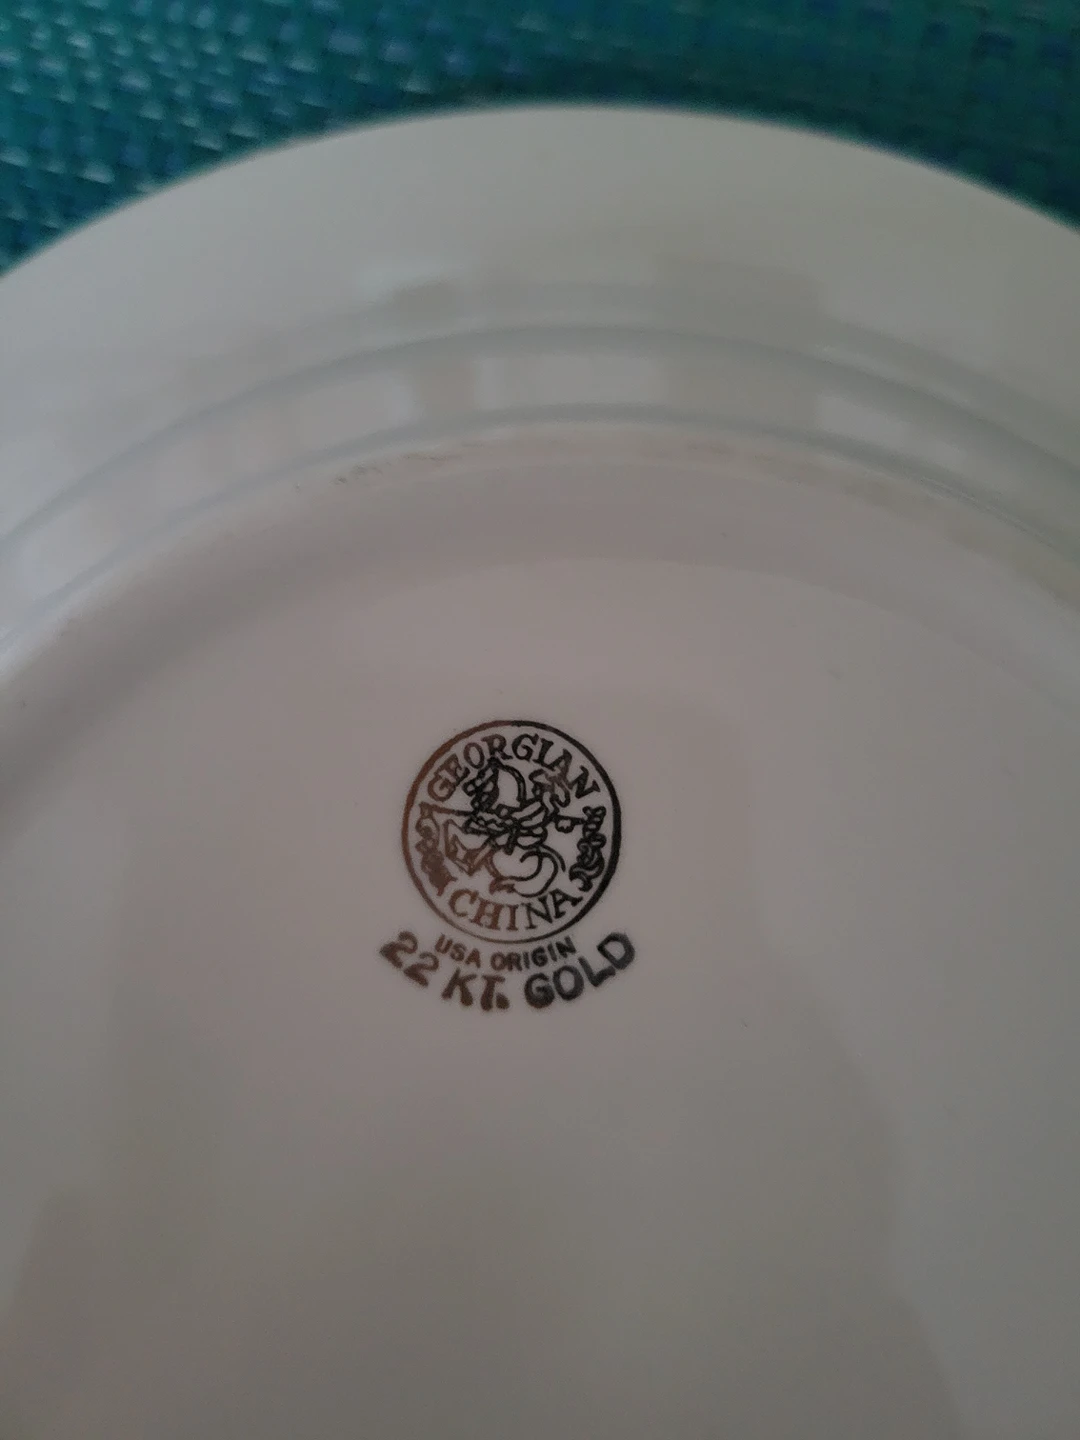 GEORGIAN
CHINA
USA ORIGIN
22 KT. GOLD